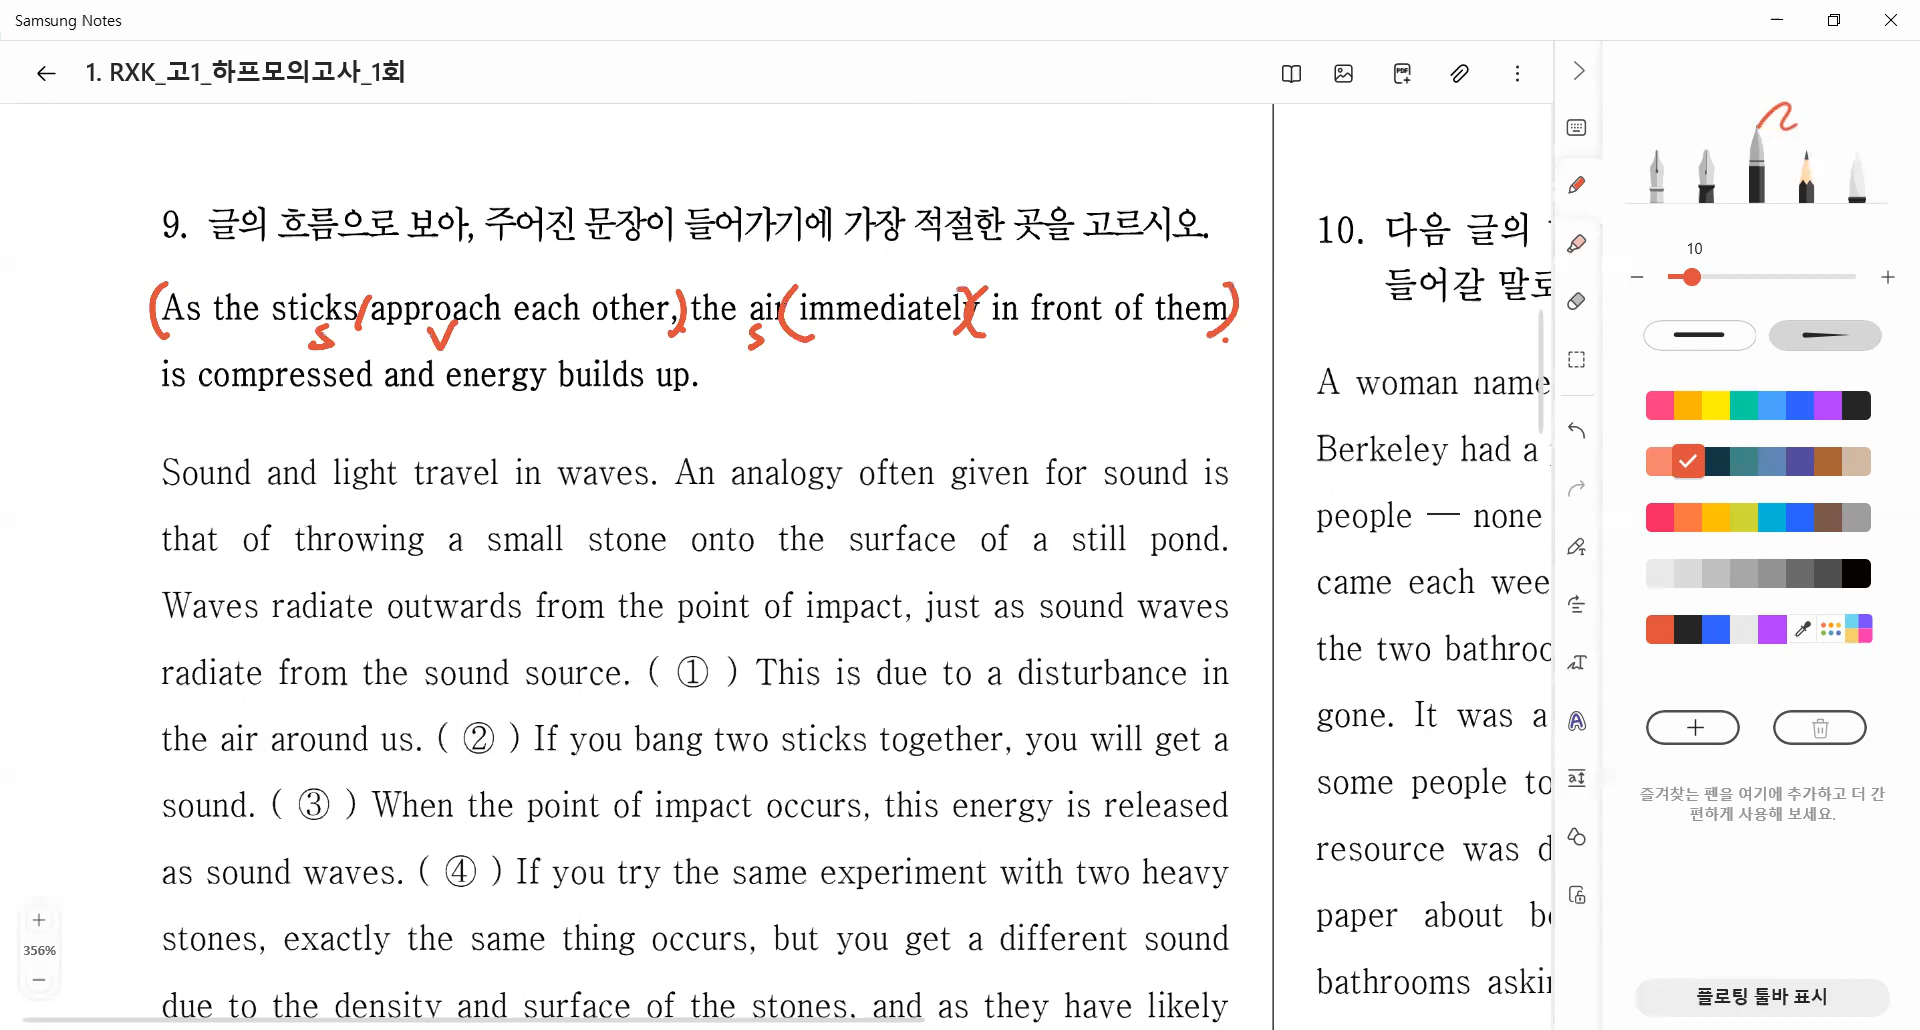 Samsung Notes
1. RXK_고1_하프모의고사_1회
9. 글의 흐름으로 보아, 주어진 문장이 들어가기에 가장 적절한 곳을 고르시오.
(As the sticks/approach each other,) the air (immediately)( in front of them)
s v s
is compressed and energy builds up.
Sound and light travel in waves. An analogy often given for sound is
that of throwing a small stone onto the surface of a still pond.
Waves radiate outwards from the point of impact, just as sound waves
radiate from the sound source. ( ① ) This is due to a disturbance in
the air around us. ( ② ) If you bang two sticks together, you will get a
sound. ( ③ ) When the point of impact occurs, this energy is released
as sound waves. ( ④ ) If you try the same experiment with two heavy
stones, exactly the same thing occurs, but you get a different sound
due to the density and surface of the stones, and as they have likely
10. 다음 글의
들어갈 말로
A woman name
Berkeley had a
people — none
came each wee
the two bathroo
gone. It was a
some people to
resource was d
paper about be
bathrooms askin
PDF
10
즐겨찾는 펜을 여기에 추가하고 더 간
편하게 사용해 보세요.
플로팅 툴바 표시
356%